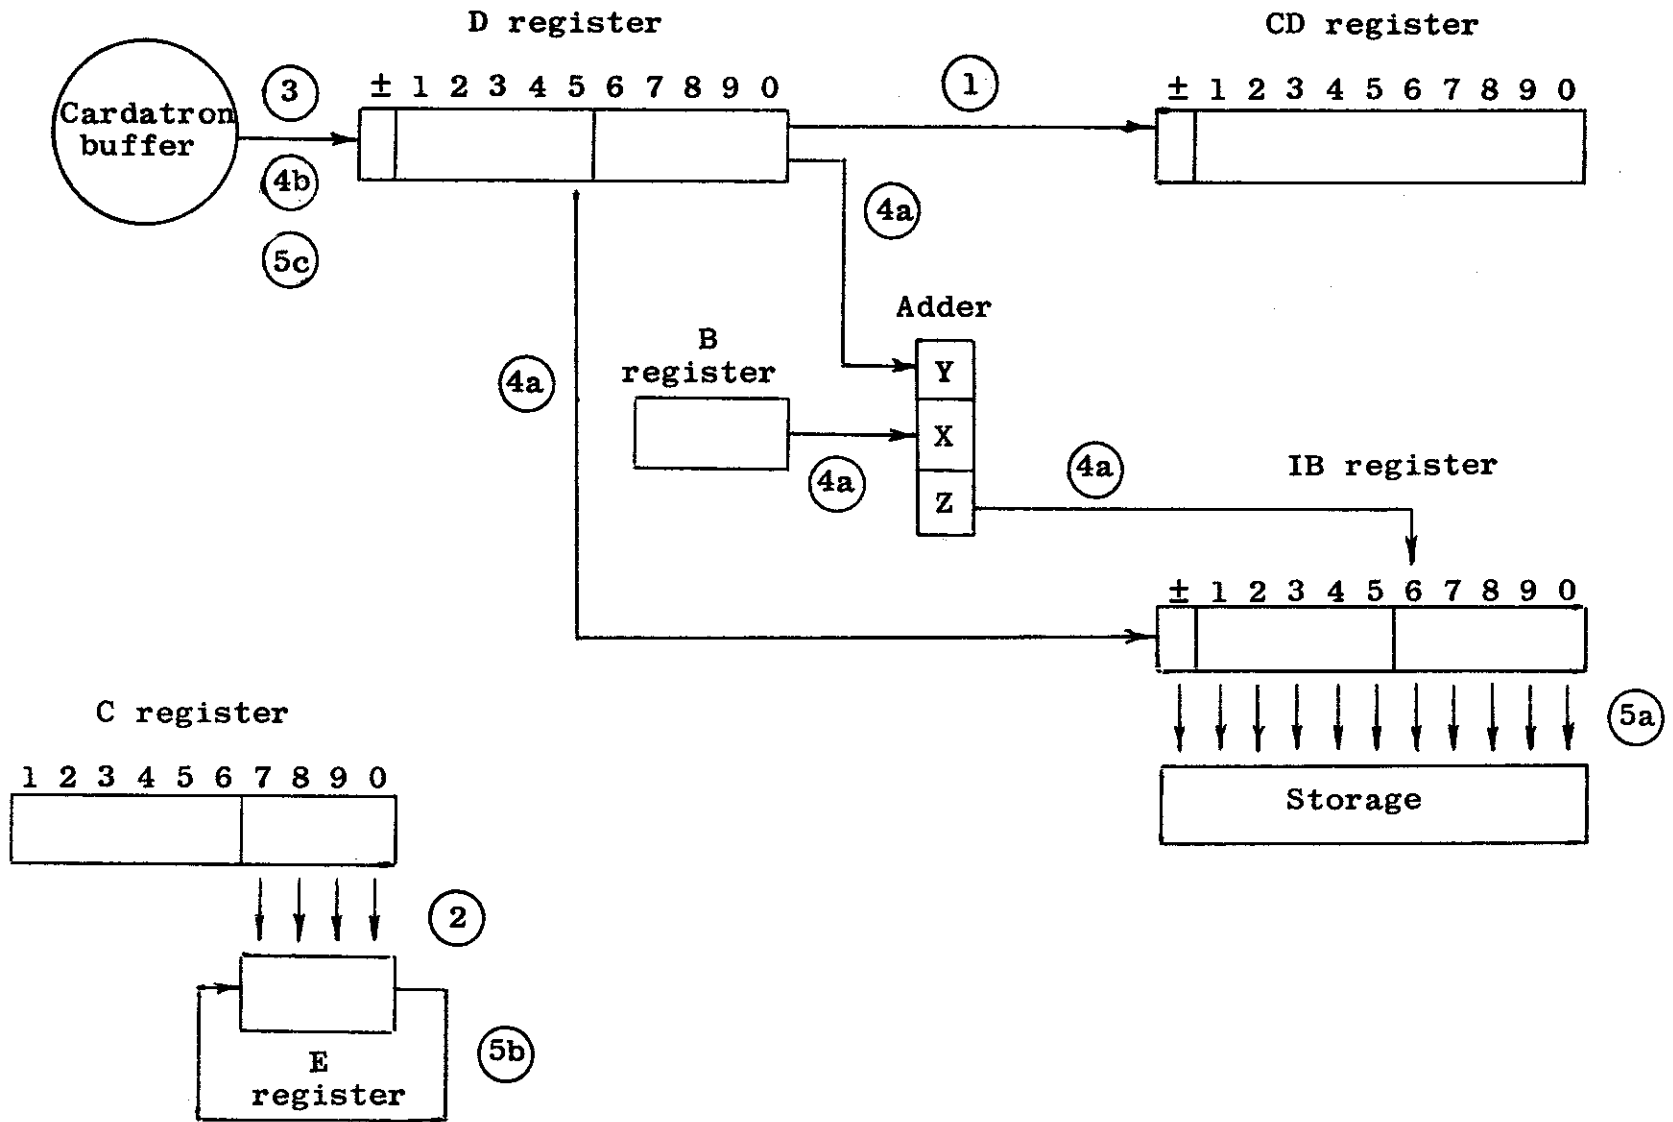 D register
CD register
± 1 2 3 4 5 6 7 8 9 0
1
± 1 2 3 4 5 6 7 8 9 0
Cardatron
buffer
3
4b
5c
4a
Adder
B
register
4a
Y
X
Z
4a
4a
IB register
± 1 2 3 4 5 6 7 8 9 0
5a
Storage
C register
1 2 3 4 5 6 7 8 9 0
2
E
register
5b